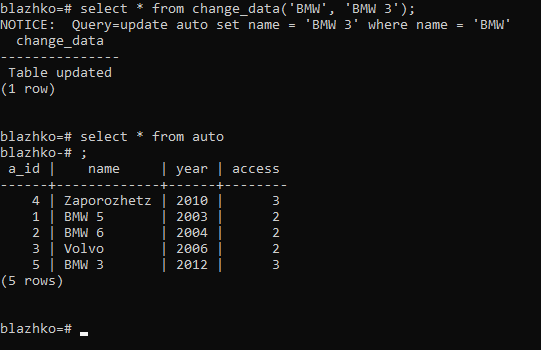 blazhko=# select * from change_data('BMW', 'BMW 3');
NOTICE:  Query=update auto set name = 'BMW 3' where name = 'BMW'
  change_data
---------------
 Table updated
(1 row)
blazhko=# select * from auto
blazhko-# ;
 a_id |    name     | year | access
------+-------------+------+--------
    4 | Zaporozhetz | 2010 |      3
    1 | BMW 5       | 2003 |      2
    2 | BMW 6       | 2004 |      2
    3 | Volvo       | 2006 |      2
    5 | BMW 3       | 2012 |      3
(5 rows)
blazhko=#